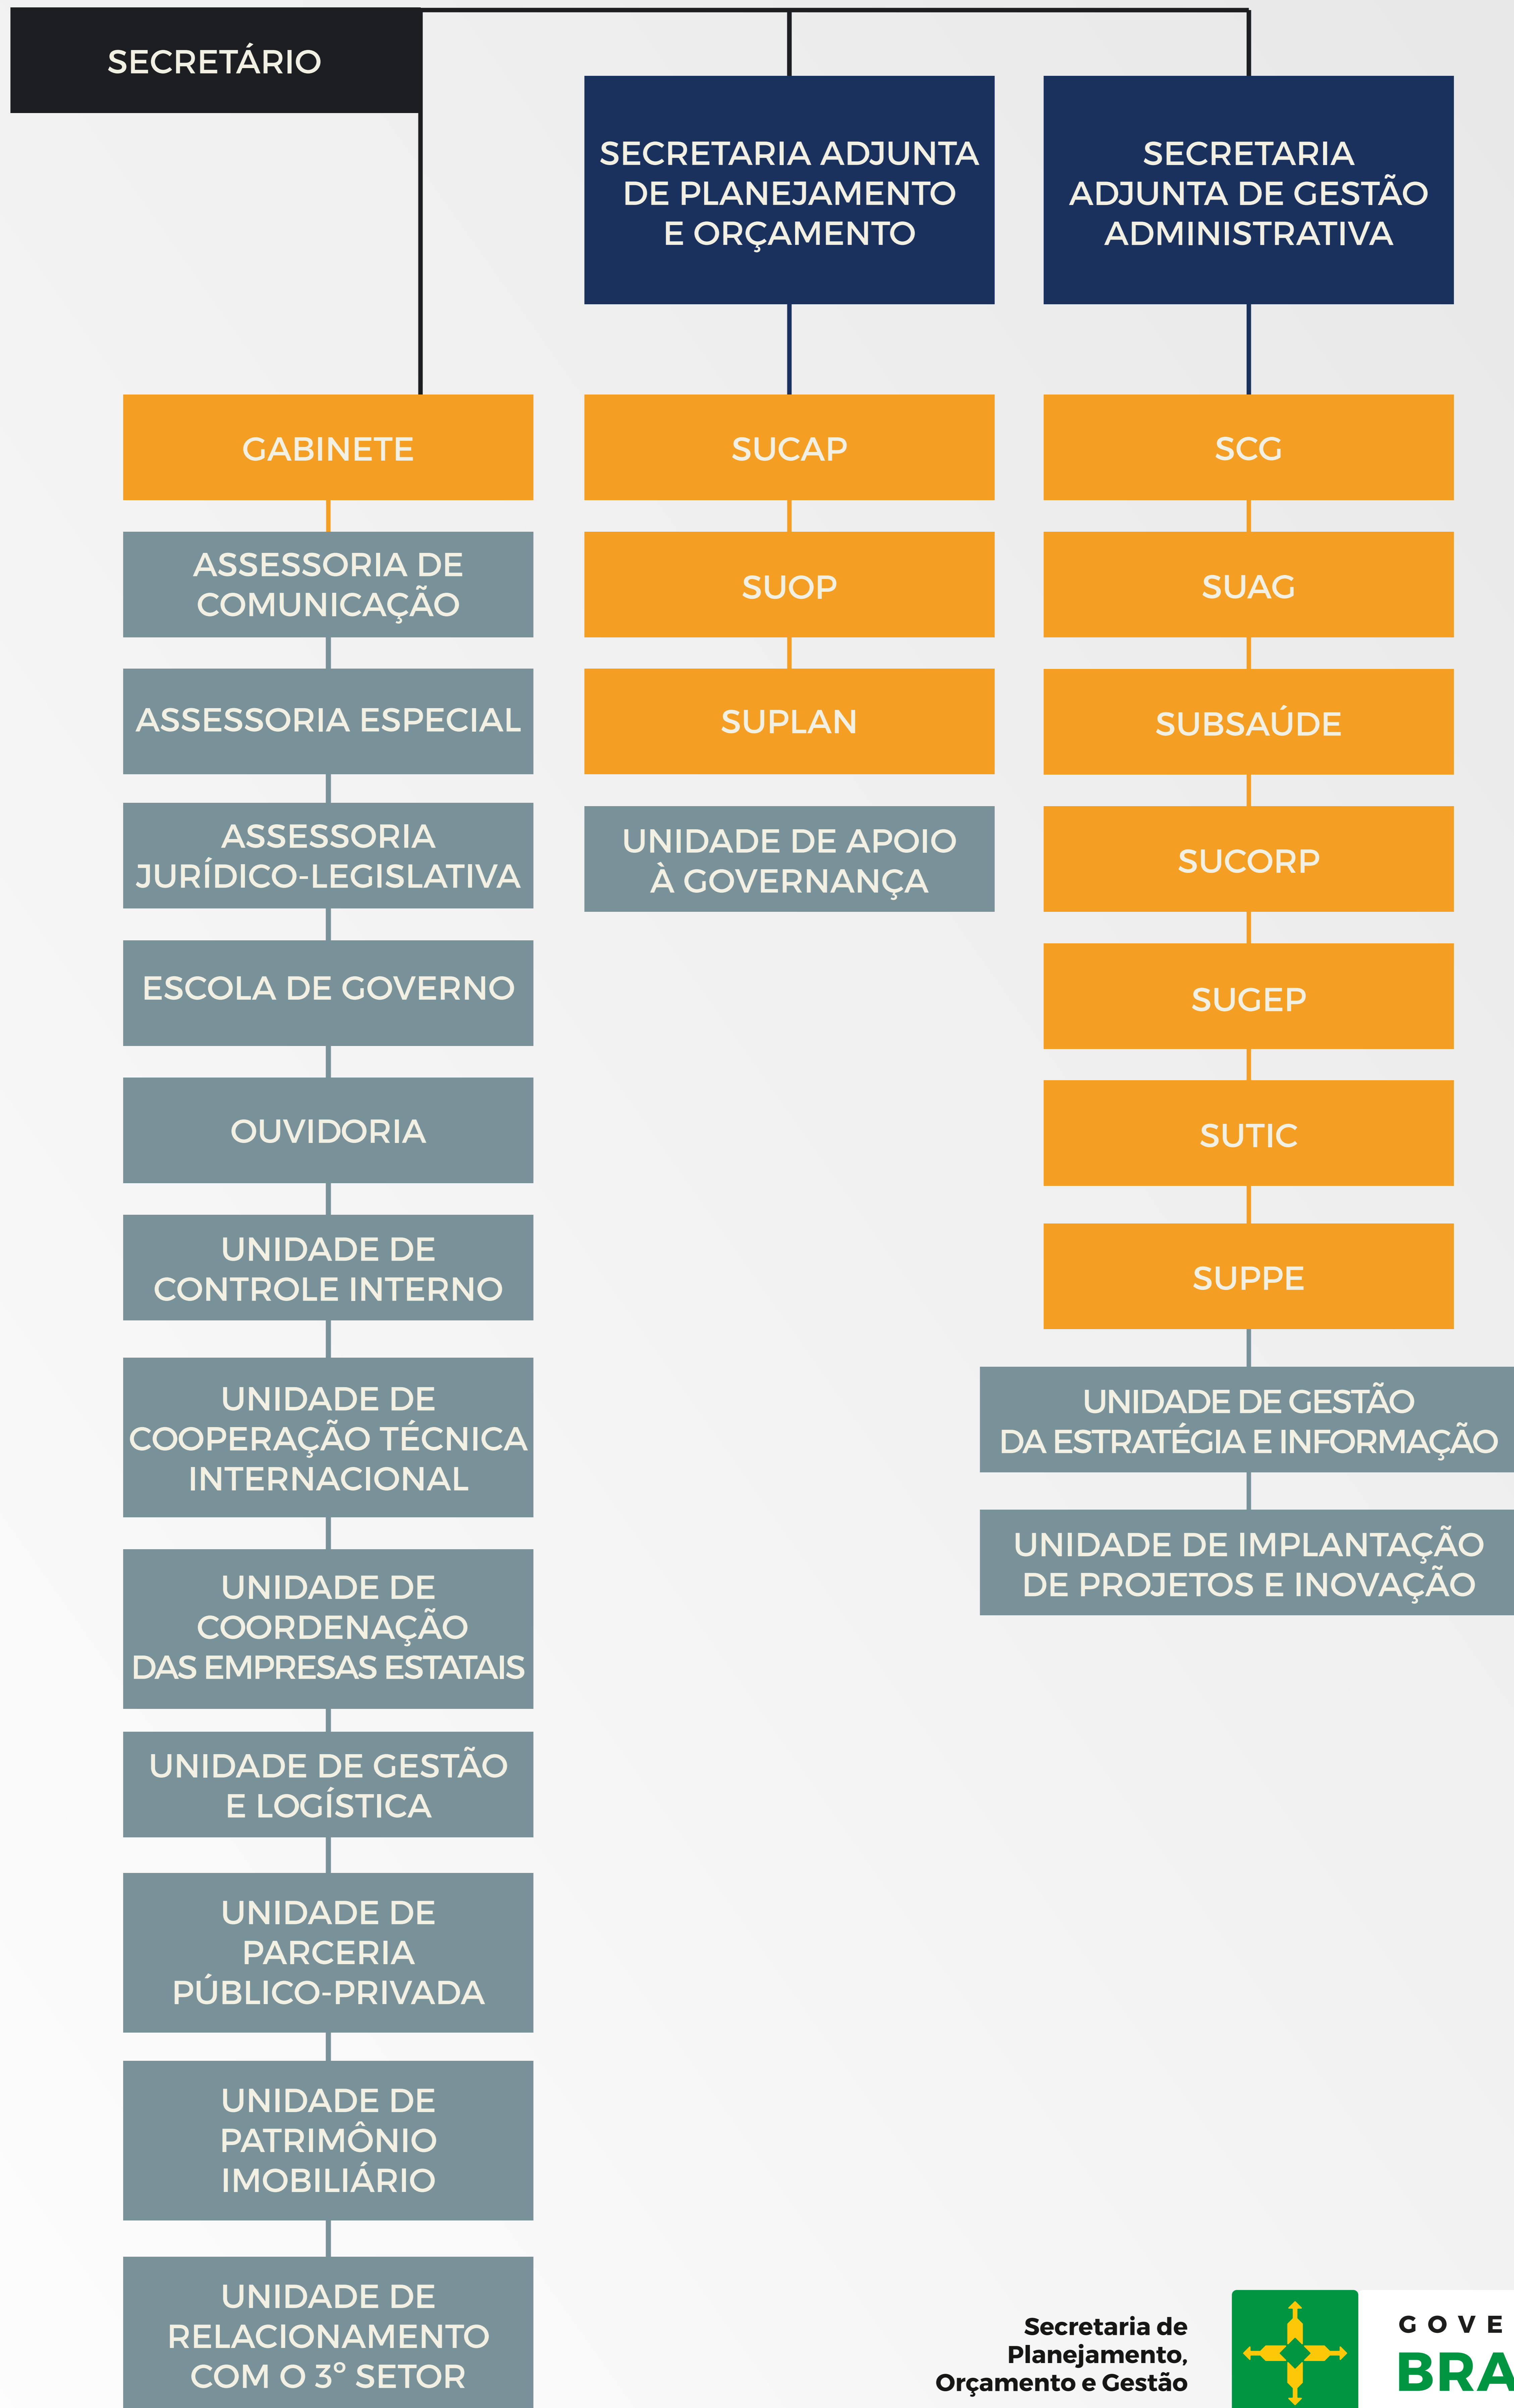 SECRETÁRIO
SECRETARIA ADJUNTA
DE PLANEJAMENTO
E ORÇAMENTO
SECRETARIA
ADJUNTA DE GESTÃO
ADMINISTRATIVA
GABINETE
ASSESSORIA DE
COMUNICAÇÃO
ASSESSORIA ESPECIAL
ASSESSORIA
JURÍDICO-LEGISLATIVA
ESCOLA DE GOVERNO
OUVIDORIA
UNIDADE DE
CONTROLE INTERNO
UNIDADE DE
COOPERAÇÃO TÉCNICA
INTERNACIONAL
UNIDADE DE
COORDENAÇÃO
DAS EMPRESAS ESTATAIS
UNIDADE DE GESTÃO
E LOGÍSTICA
UNIDADE DE
PARCERIA
PÚBLICO-PRIVADA
UNIDADE DE
PATRIMÔNIO
IMOBILIÁRIO
UNIDADE DE
RELACIONAMENTO
COM O 3º SETOR
SUCAP
SUOP
SUPLAN
UNIDADE DE APOIO
À GOVERNANÇA
SCG
SUAG
SUBSAÚDE
SUCORP
SUGEP
SUTIC
SUPPE
UNIDADE DE GESTÃO
DA ESTRATÉGIA E INFORMAÇÃO
UNIDADE DE IMPLANTAÇÃO
DE PROJETOS E INOVAÇÃO
Secretaria de
Planejamento,
Orçamento e Gestão
GOVE
BRA